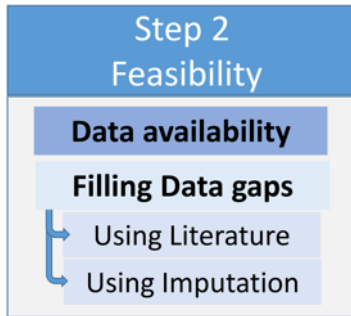 Step 2
Feasibility
Data availability
Filling Data gaps
Using Literature
Using Imputation